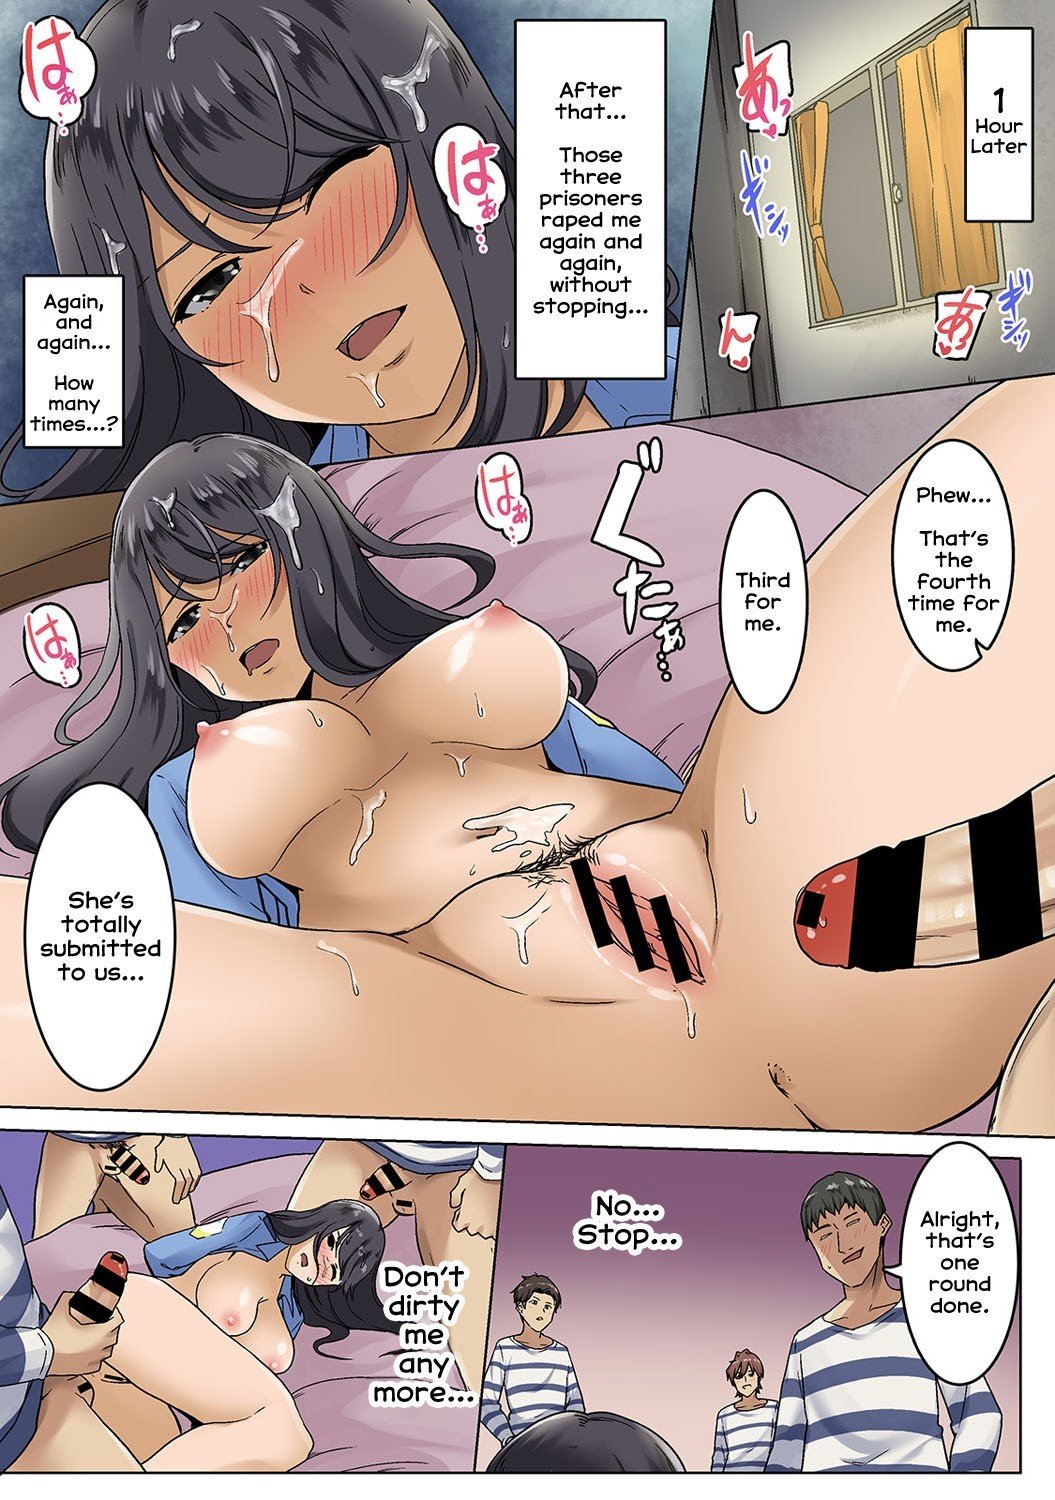 1
Hour
Later
あっ
ギシッ
ギシッ
あ
ん
After
that...
Those
three
prisoners
raped me
again and
again,
without
stopping...
はぁ...
はぁ...
Again,
and
again...
How
many
times...?
Phew...
That's
the
fourth
time for
me.
Third
for
me.
ぐたぁ...
はぁ...
はぁ...
She's
totally
submitted
to us...
Alright,
that's
one
round
done.
No...
Stop...
Don't
dirty
me
any
more...